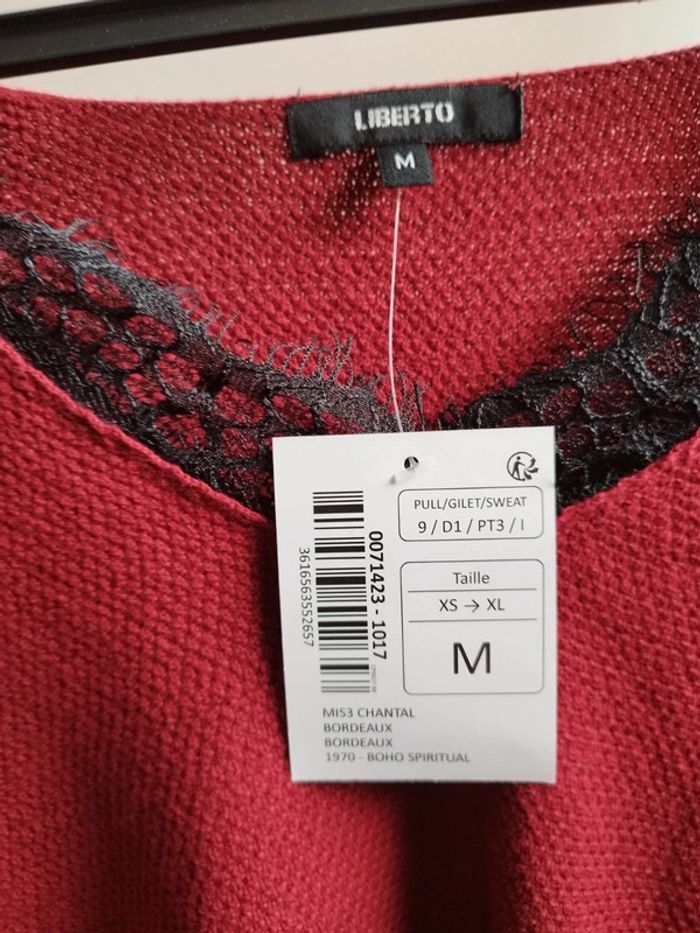 LIBERTO
M
PULL/GILET/SWEAT
9 / D1 / PT3 / I
Taille
XS → XL
M
0071423 - 1017
3616563552657
MI53 CHANTAL
BORDEAUX
BORDEAUX
1970 - BOHO SPIRITUAL